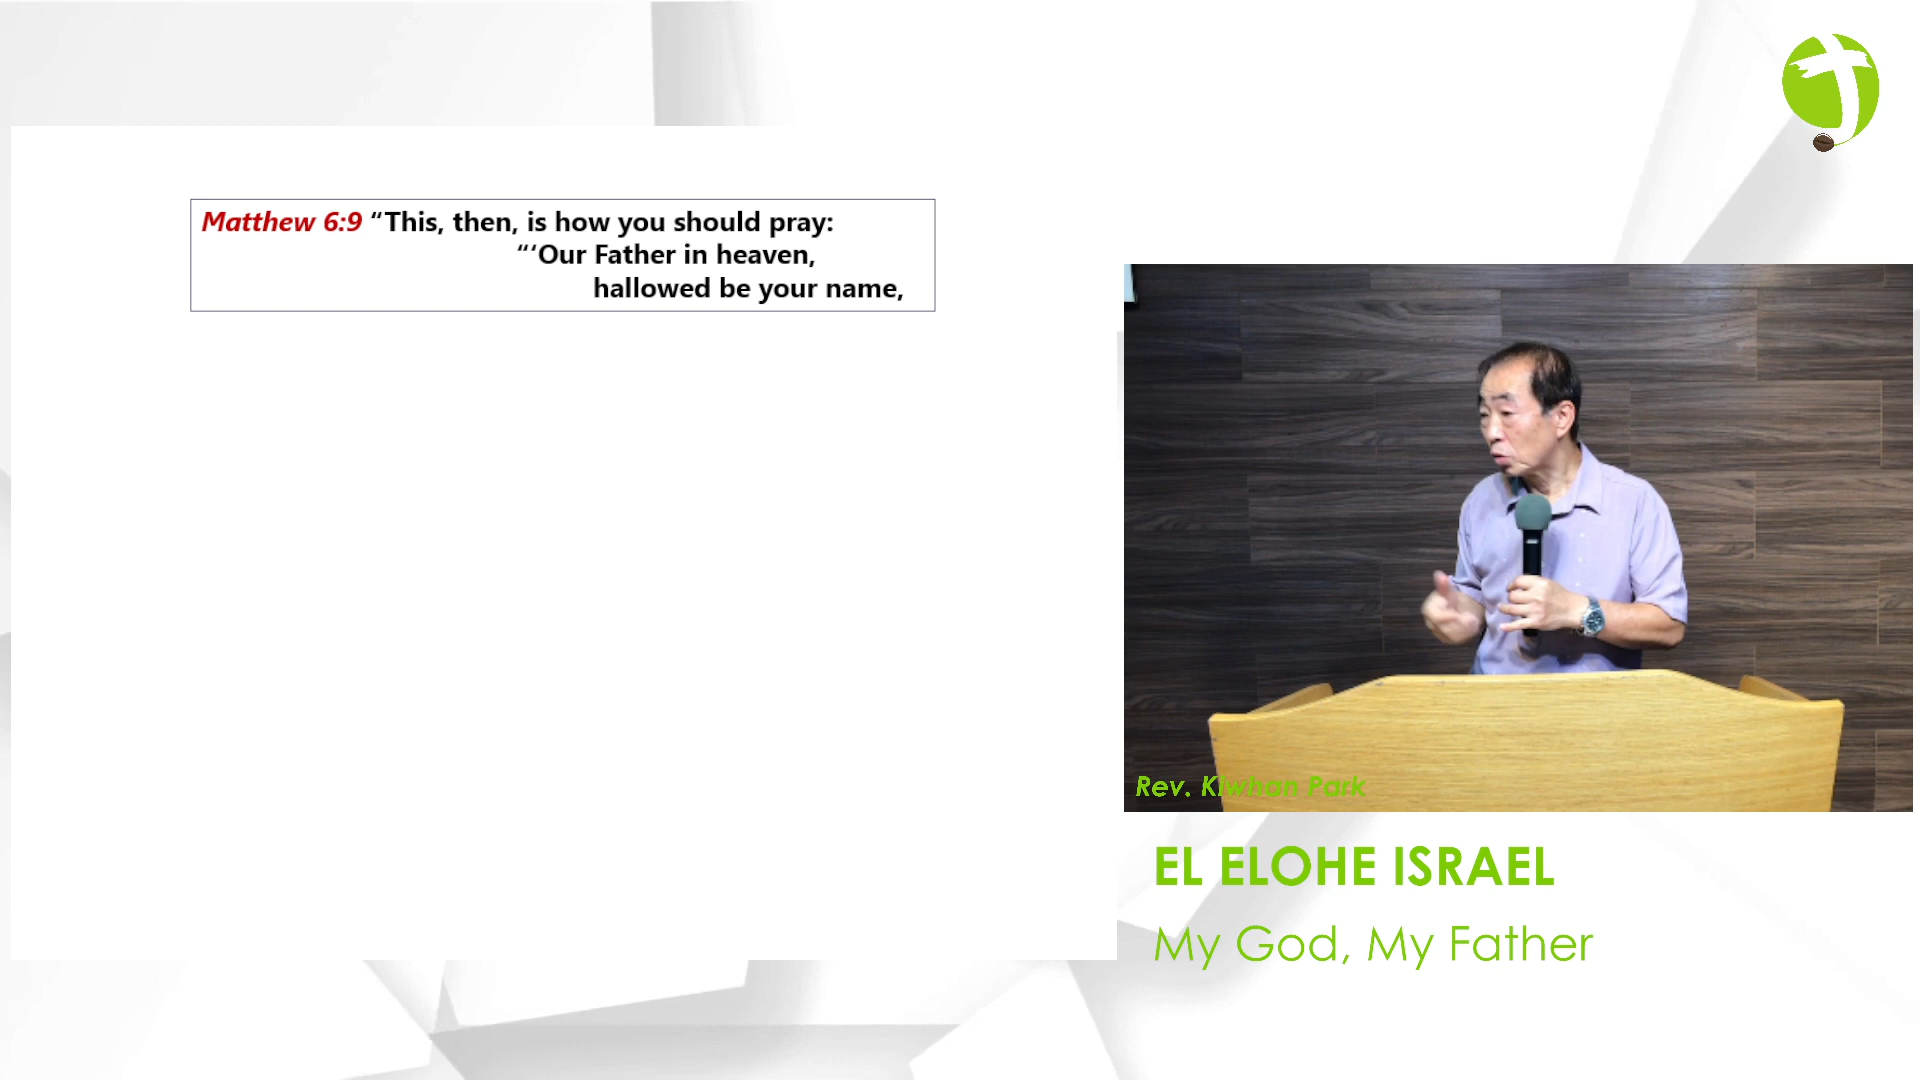 Matthew 6:9 “This, then, is how you should pray:
“‘Our Father in heaven,
hallowed be your name,
Rev. Kiwhan Park
EL ELOHE ISRAEL
My God, My Father